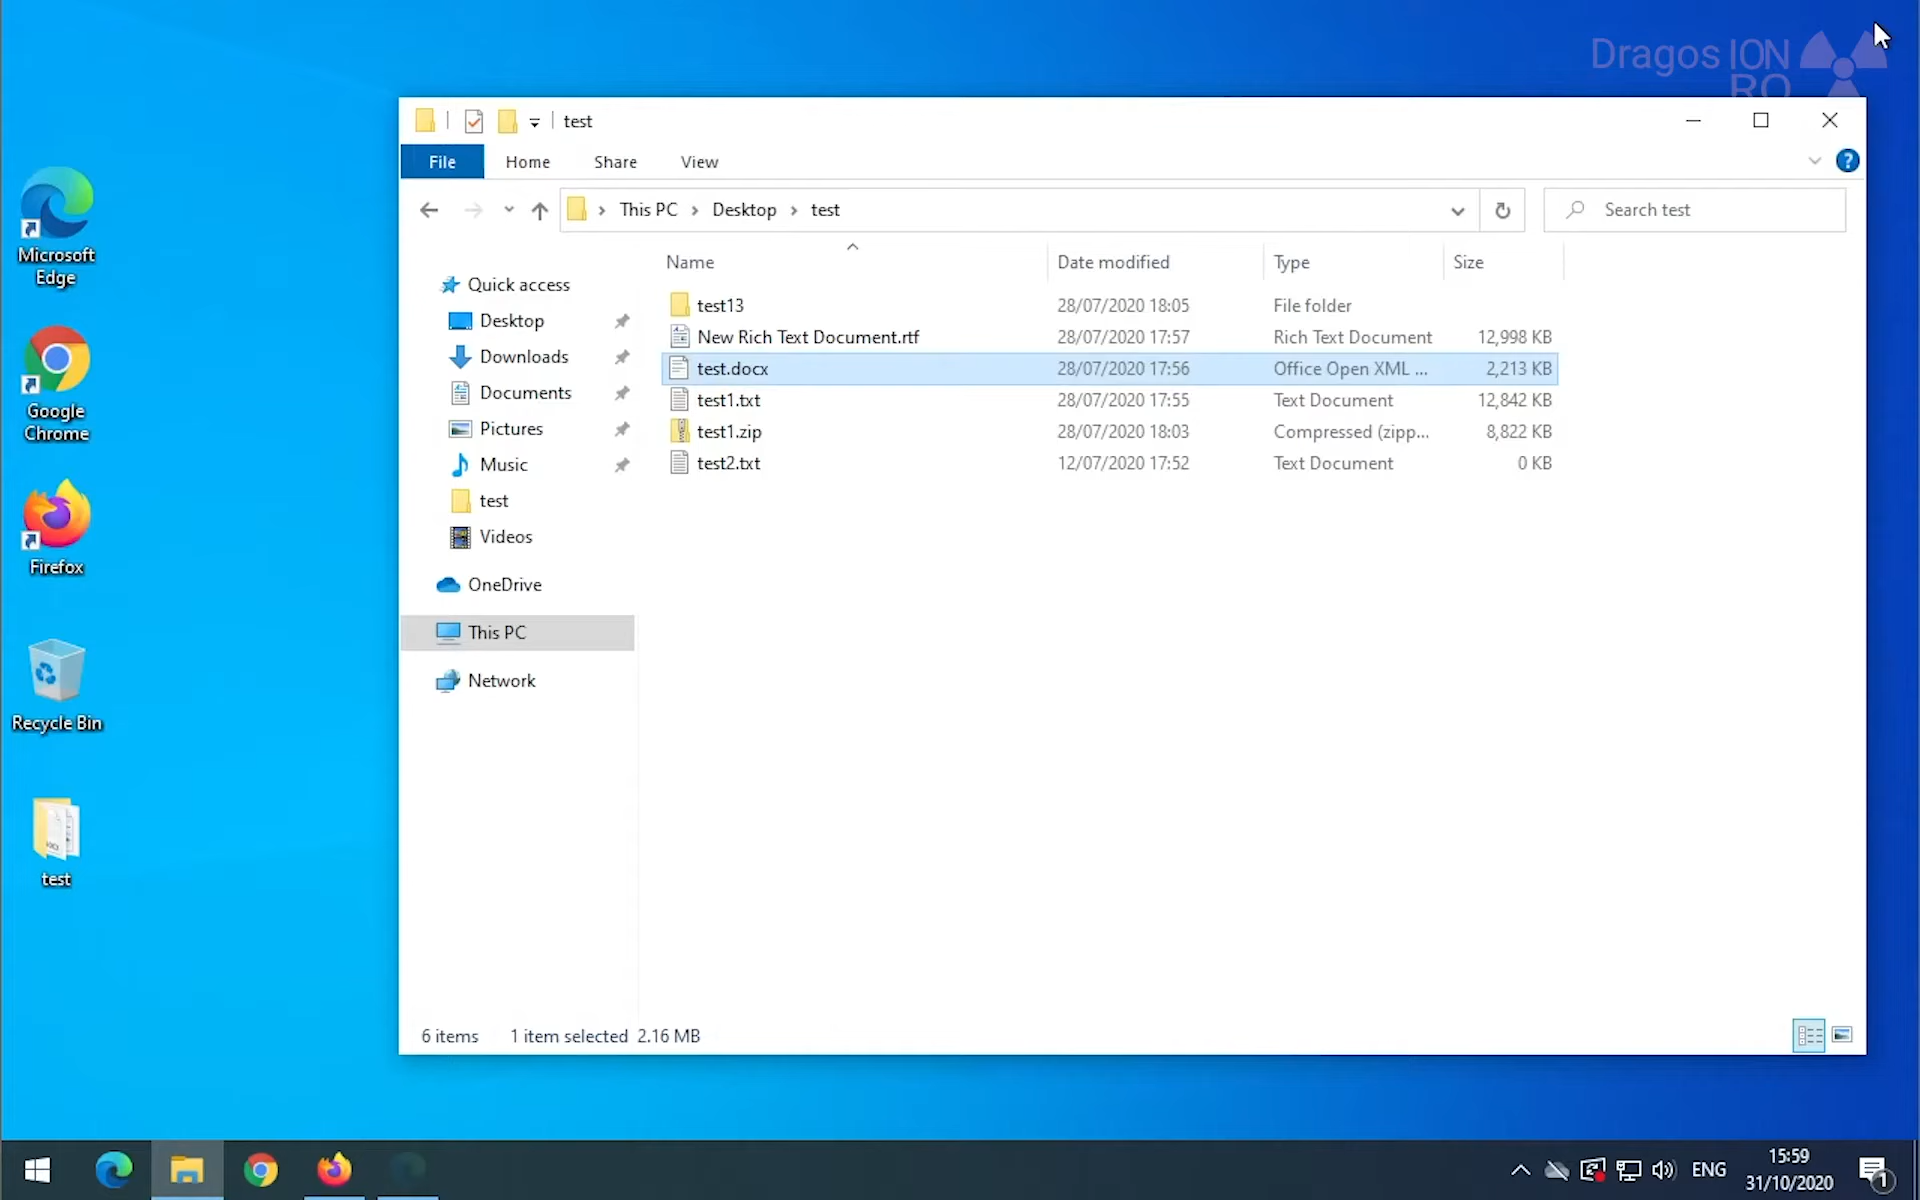 Dragos ION
RO
test
File Home Share View
This PC Desktop test
Search test
Name Date modified Type Size
Quick access
Desktop
Downloads
Documents
Pictures
Music
test
Videos
OneDrive
This PC
Network
test13 28/07/2020 18:05 File folder
New Rich Text Document.rtf 28/07/2020 17:57 Rich Text Document 12,998 KB
test.docx 28/07/2020 17:56 Office Open XML ... 2,213 KB
test1.txt 28/07/2020 17:55 Text Document 12,842 KB
test1.zip 28/07/2020 18:03 Compressed (zipp... 8,822 KB
test2.txt 12/07/2020 17:52 Text Document 0 KB
6 items 1 item selected 2.16 MB
Microsoft
Edge
Google
Chrome
Firefox
Recycle Bin
test
ENG
15:59
31/10/2020
1